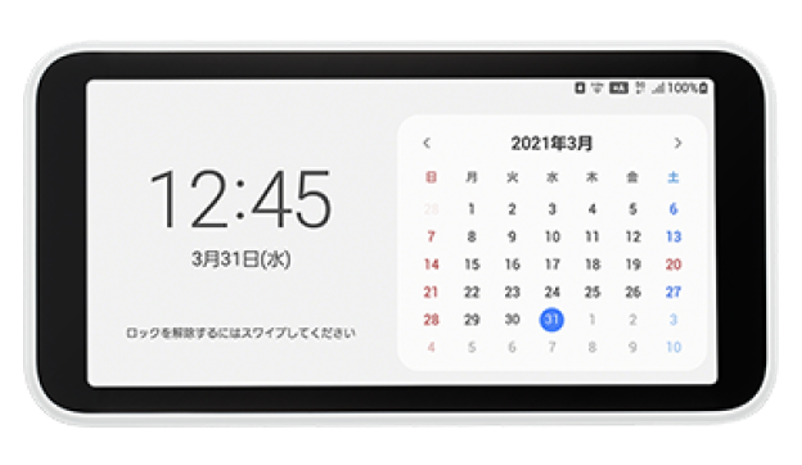 100%
12:45
3月31日(水)
ロックを解除するにはスワイプしてください
< 2021年3月 >
日 月 火 水 木 金 土
28 1 2 3 4 5 6
7 8 9 10 11 12 13
14 15 16 17 18 19 20
21 22 23 24 25 26 27
28 29 30 31 1 2 3
4 5 6 7 8 9 10